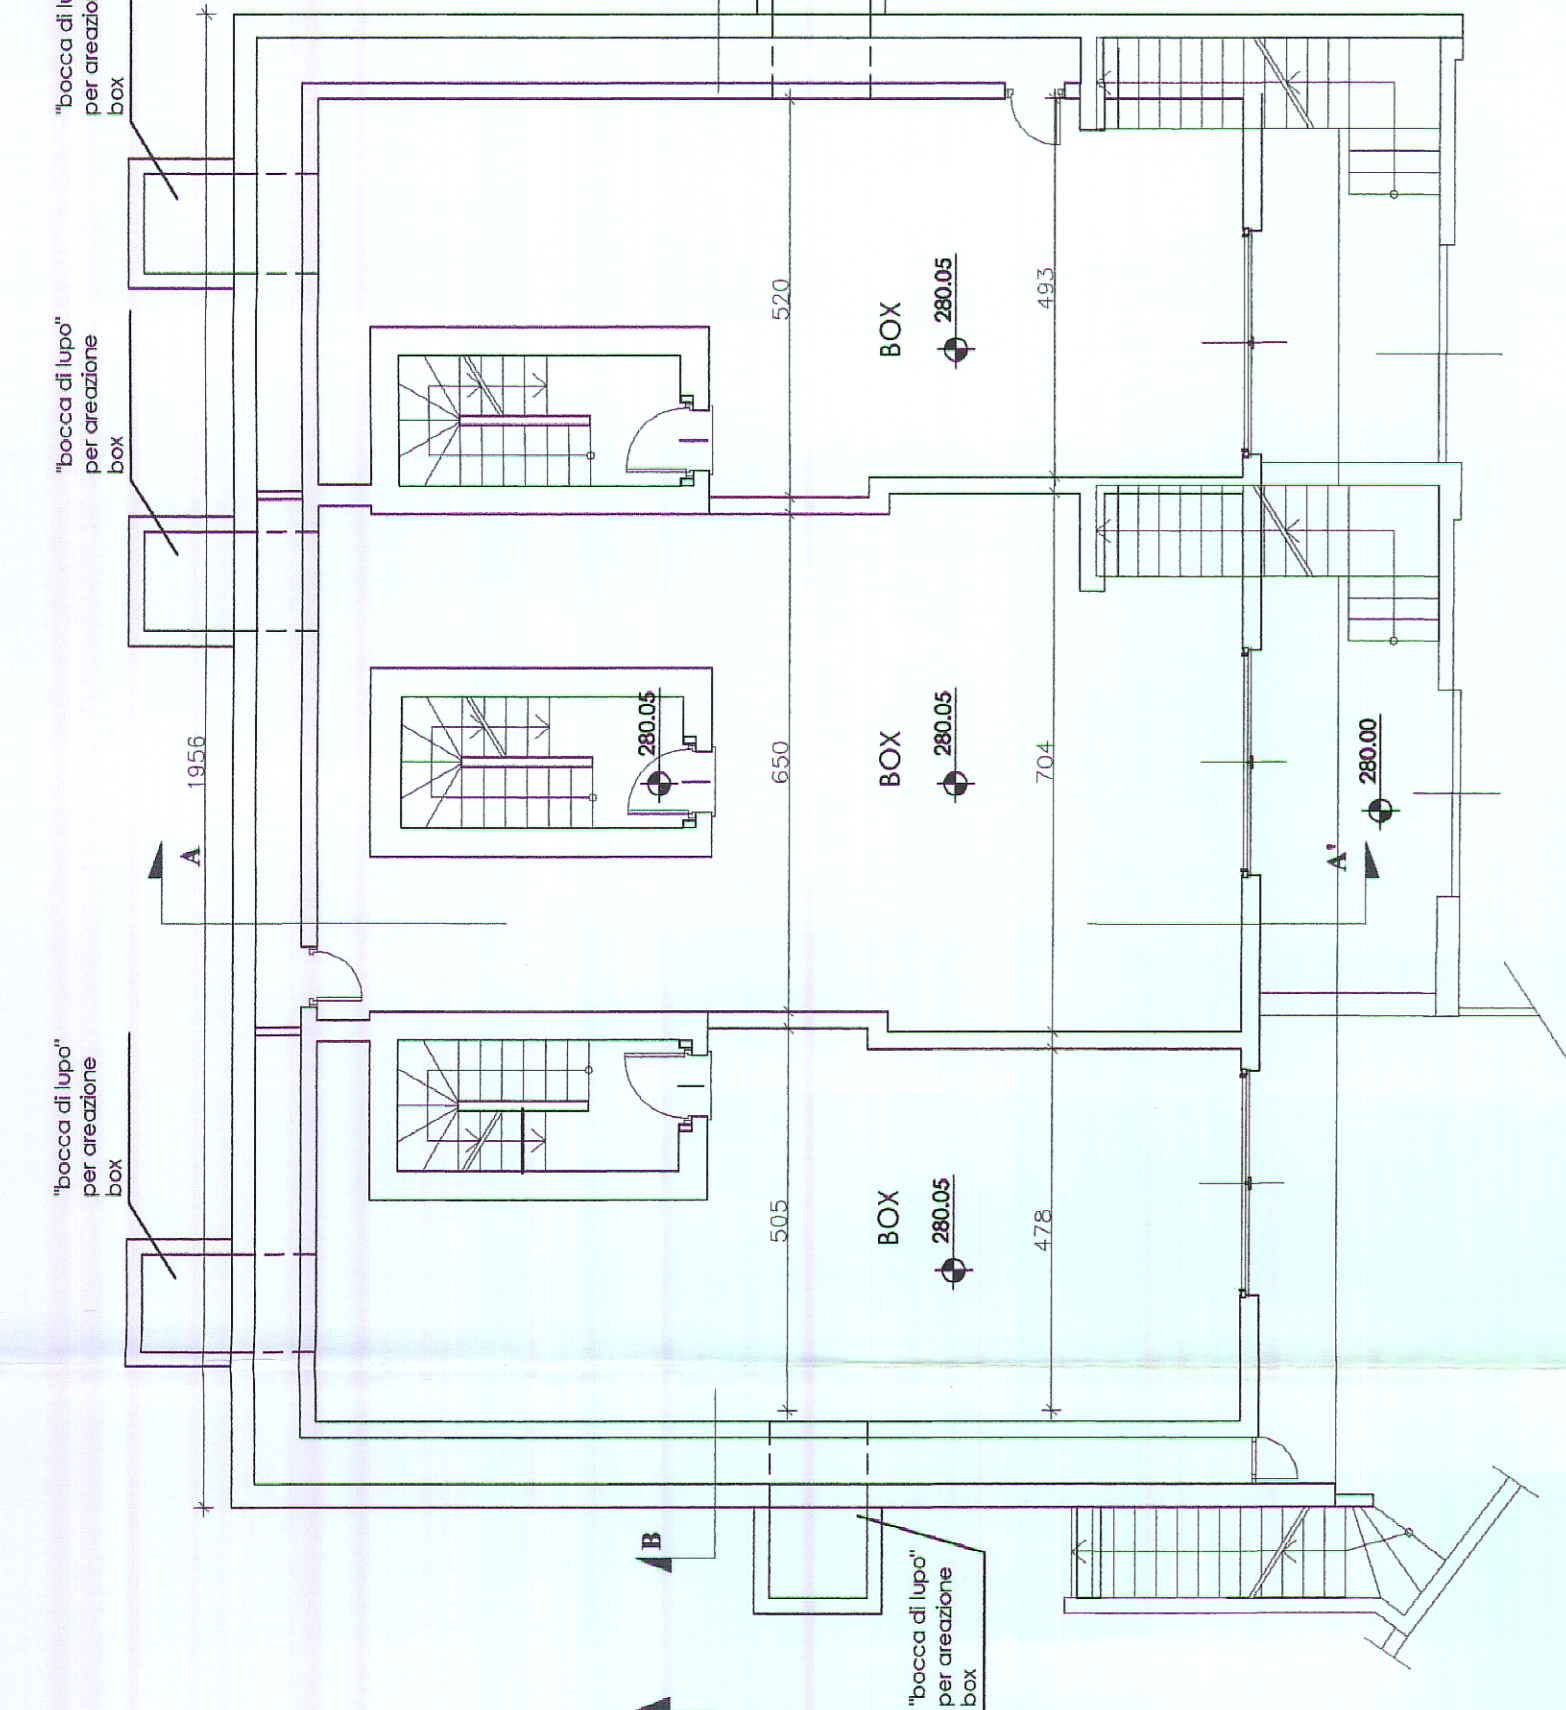 "bocca di lu
per areazio
box
"bocca di lupo"
per areazione
box
"bocca di lupo"
per areazione
box
"bocca di lupo"
per areazione
box
1956
A
A'
B
520
BOX
280.05
493
280.05
650
BOX
280.05
704
280.00
505
BOX
280.05
478